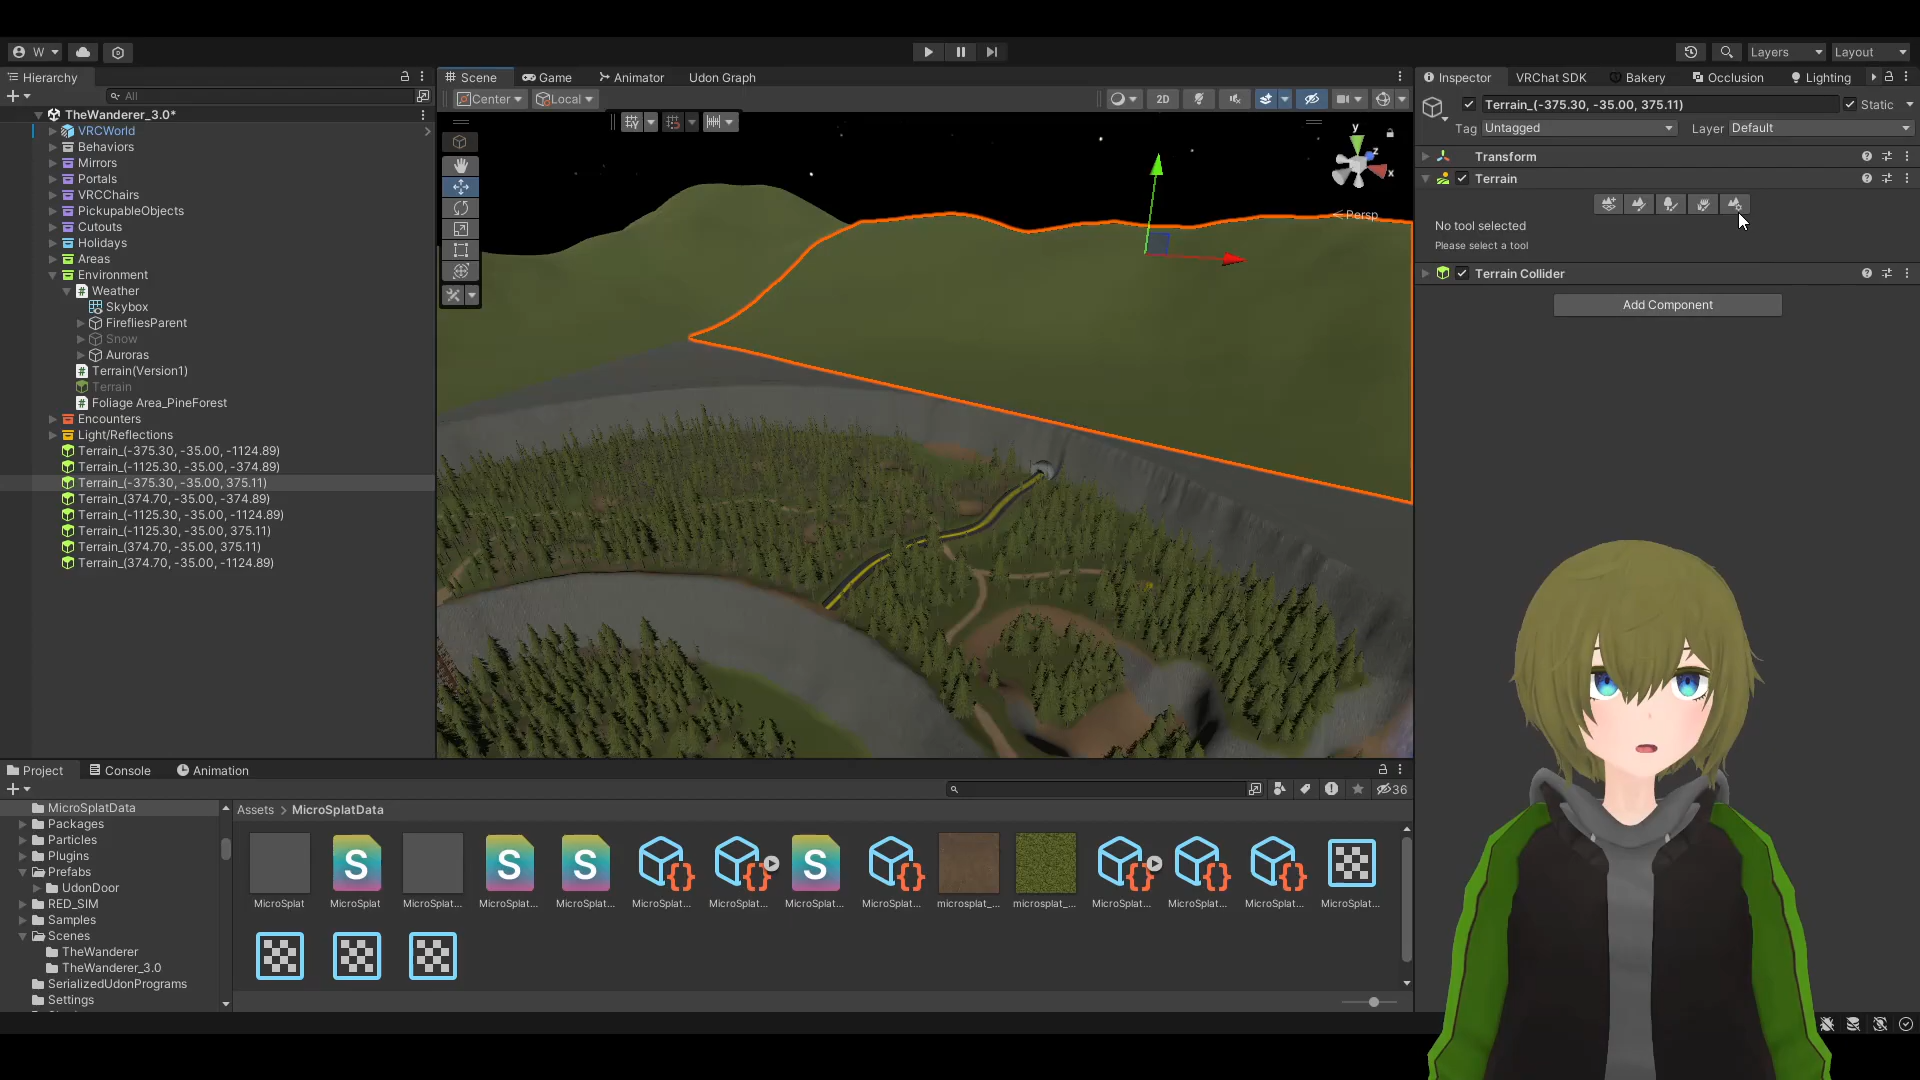 W
Layers
Layout
Hierarchy
All
TheWanderer_3.0*
VRCWorld
Behaviors
Mirrors
Portals
VRCChairs
PickupableObjects
Cutouts
Holidays
Areas
Environment
Weather
Skybox
FirefliesParent
Snow
Auroras
Terrain(Version1)
Terrain
Foliage Area_PineForest
Encounters
Light/Reflections
Terrain_(-375.30, -35.00, -1124.89)
Terrain_(-1125.30, -35.00, -374.89)
Terrain_(-375.30, -35.00, 375.11)
Terrain_(374.70, -35.00, -374.89)
Terrain_(-1125.30, -35.00, -1124.89)
Terrain_(-1125.30, -35.00, 375.11)
Terrain_(374.70, -35.00, 375.11)
Terrain_(374.70, -35.00, -1124.89)
Scene
Game
Animator
Udon Graph
Center
Local
2D
y
z
x
Persp
Inspector
VRChat SDK
Bakery
Occlusion
Lighting
Terrain_(-375.30, -35.00, 375.11)
Static
Tag
Untagged
Layer
Default
Transform
Terrain
No tool selected
Please select a tool
Terrain Collider
Add Component
Project
Console
Animation
36
MicroSplatData
Packages
Particles
Plugins
Prefabs
UdonDoor
RED_SIM
Samples
Scenes
TheWanderer
TheWanderer_3.0
SerializedUdonPrograms
Settings
Assets > MicroSplatData
MicroSplat
MicroSplat
MicroSplat...
MicroSplat...
MicroSplat...
MicroSplat...
MicroSplat...
MicroSplat...
MicroSplat...
microsplat_...
microsplat_...
MicroSplat...
MicroSplat...
MicroSplat...
MicroSplat...